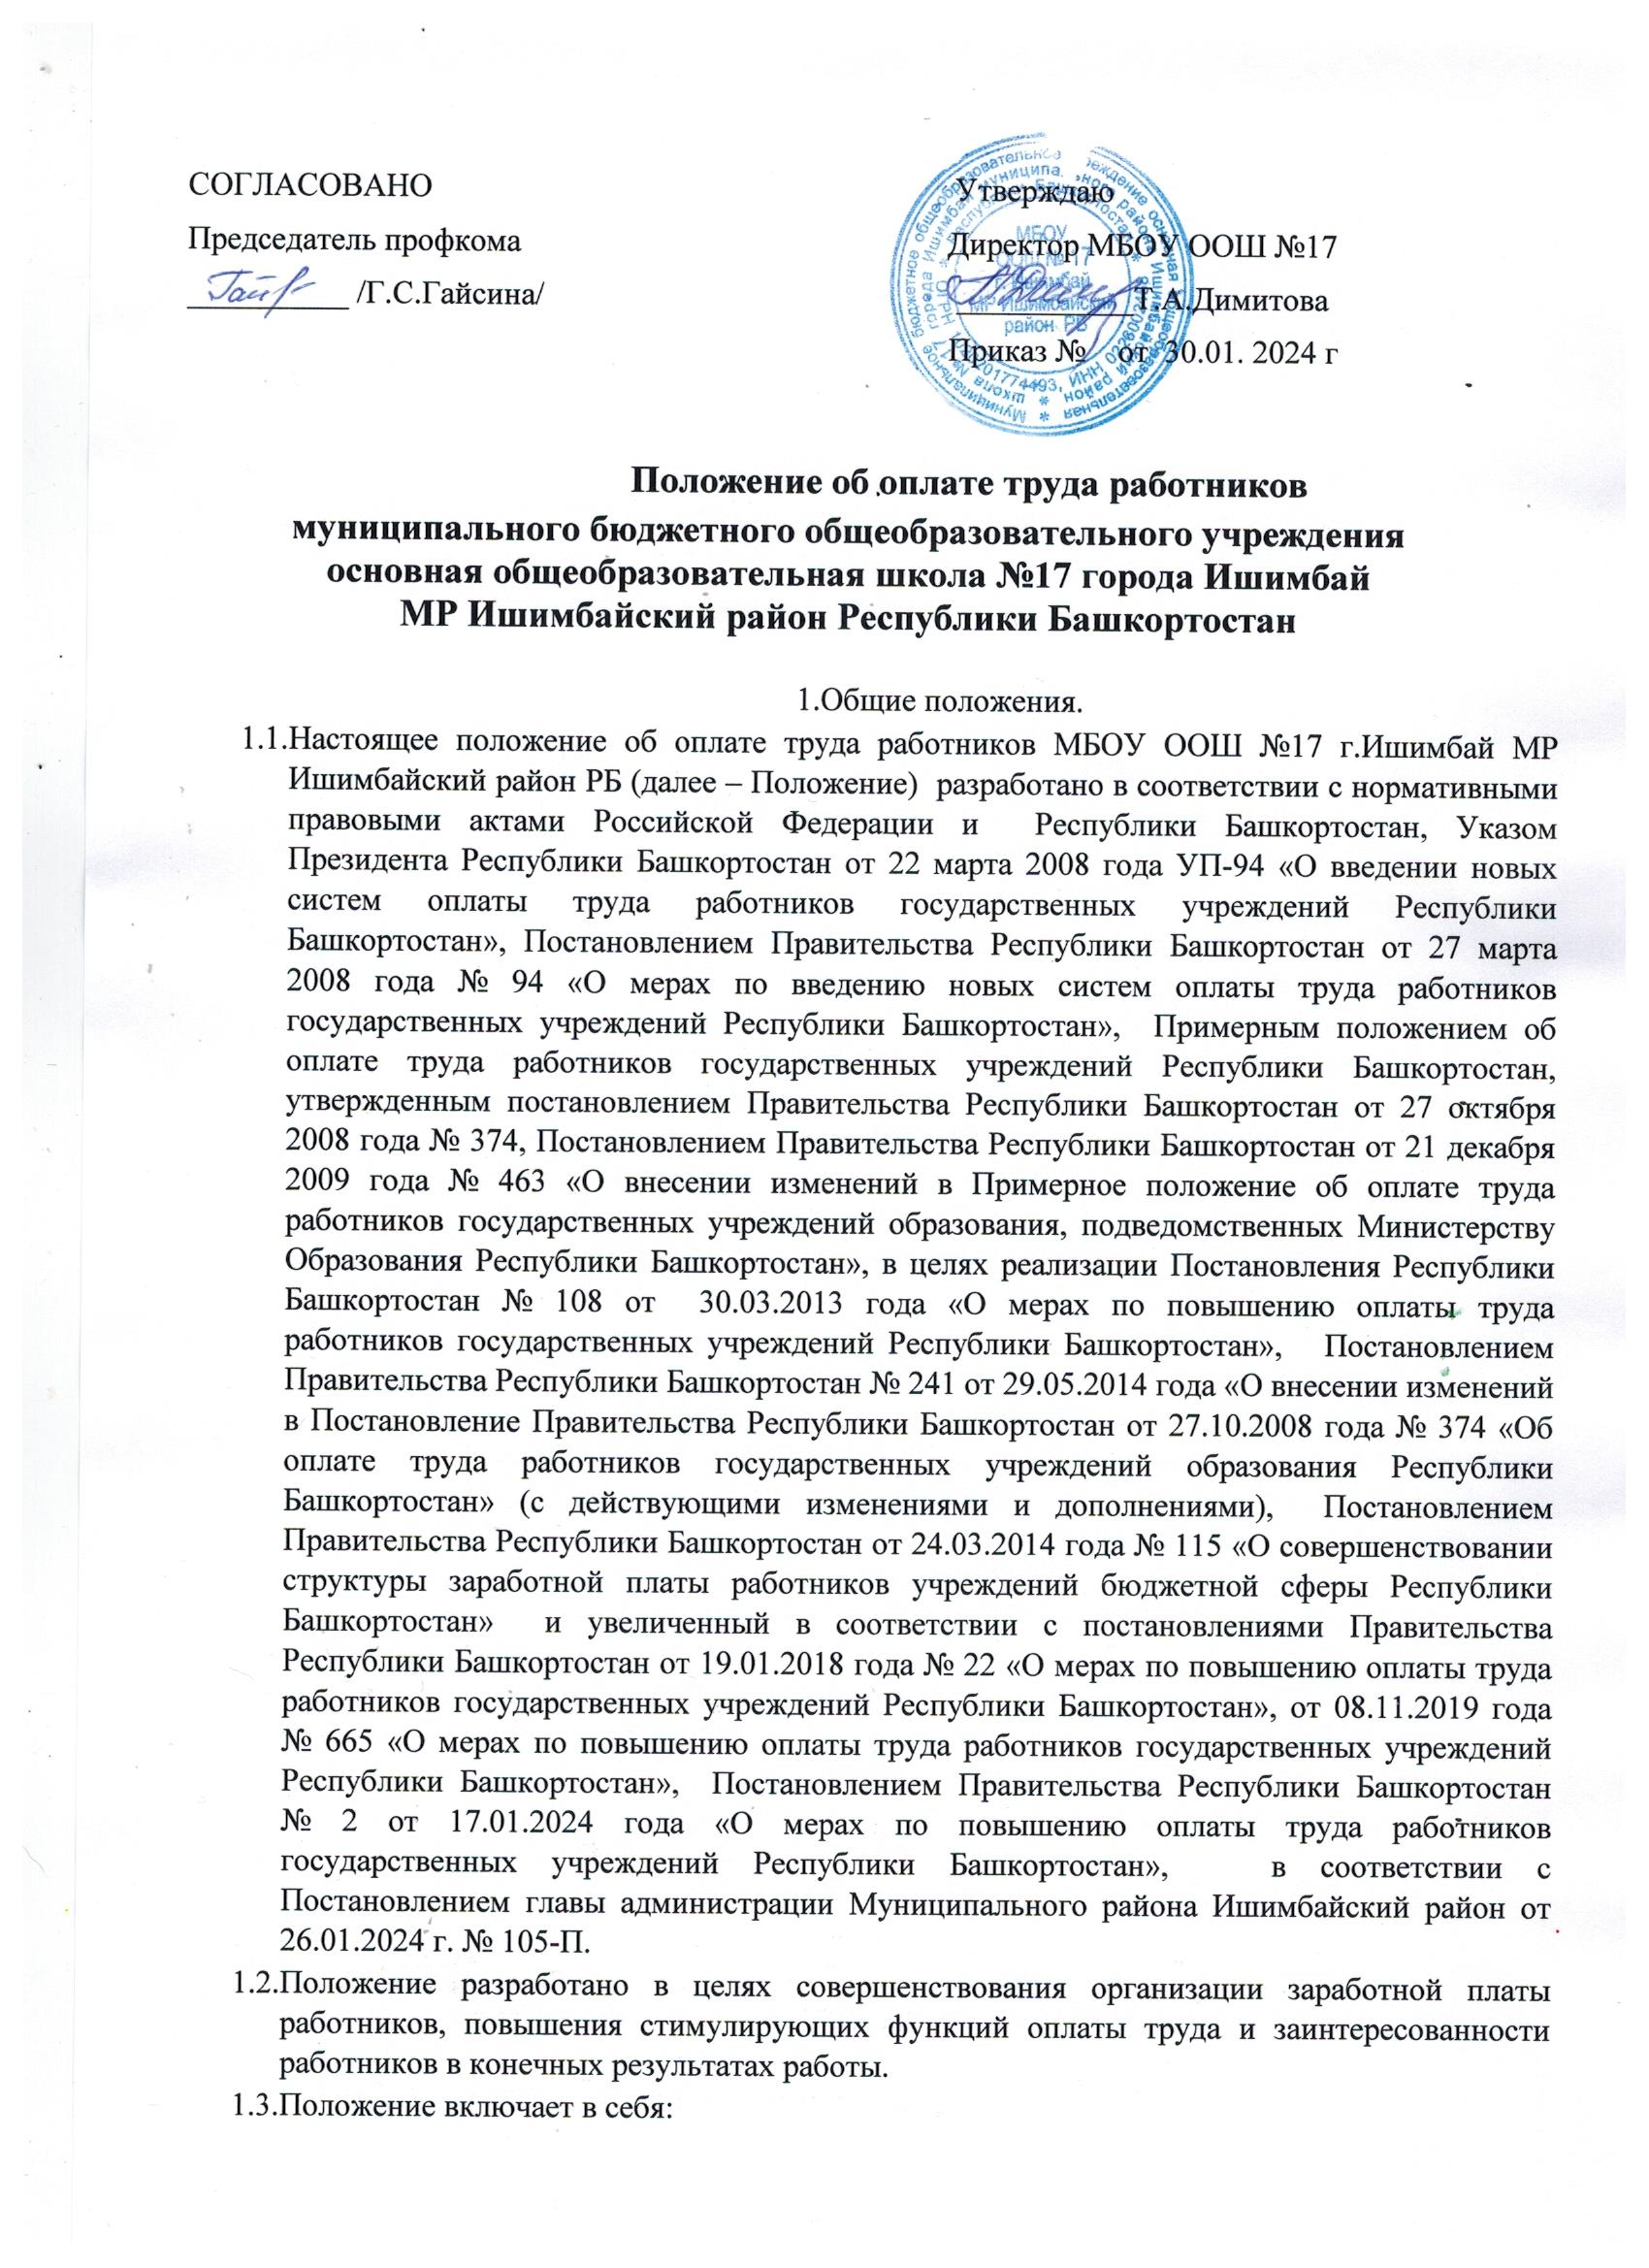 СОГЛАСОВАНО
Председатель профкома
__________ /Г.С.Гайсина/
Утверждаю
Директор МБОУ ООШ №17
___________ Т.А.Димитова
Приказ № от 30.01. 2024 г
МБОУ
ООШ № 17
г. Ишимбай
МР Ишимбайский
район РБ
Положение об оплате труда работников
муниципального бюджетного общеобразовательного учреждения
основная общеобразовательная школа №17 города Ишимбай
МР Ишимбайский район Республики Башкортостан
1.Общие положения.
1.1.Настоящее положение об оплате труда работников МБОУ ООШ №17 г.Ишимбай МР
Ишимбайский район РБ (далее – Положение) разработано в соответствии с нормативными
правовыми актами Российской Федерации и Республики Башкортостан, Указом
Президента Республики Башкортостан от 22 марта 2008 года УП-94 «О введении новых
систем оплаты труда работников государственных учреждений Республики
Башкортостан», Постановлением Правительства Республики Башкортостан от 27 марта
2008 года № 94 «О мерах по введению новых систем оплаты труда работников
государственных учреждений Республики Башкортостан», Примерным положением об
оплате труда работников государственных учреждений Республики Башкортостан,
утвержденным постановлением Правительства Республики Башкортостан от 27 октября
2008 года № 374, Постановлением Правительства Республики Башкортостан от 21 декабря
2009 года № 463 «О внесении изменений в Примерное положение об оплате труда
работников государственных учреждений образования, подведомственных Министерству
Образования Республики Башкортостан», в целях реализации Постановления Республики
Башкортостан № 108 от 30.03.2013 года «О мерах по повышению оплаты труда
работников государственных учреждений Республики Башкортостан», Постановлением
Правительства Республики Башкортостан № 241 от 29.05.2014 года «О внесении изменений
в Постановление Правительства Республики Башкортостан от 27.10.2008 года № 374 «Об
оплате труда работников государственных учреждений образования Республики
Башкортостан» (с действующими изменениями и дополнениями), Постановлением
Правительства Республики Башкортостан от 24.03.2014 года № 115 «О совершенствовании
структуры заработной платы работников учреждений бюджетной сферы Республики
Башкортостан» и увеличенный в соответствии с постановлениями Правительства
Республики Башкортостан от 19.01.2018 года № 22 «О мерах по повышению оплаты труда
работников государственных учреждений Республики Башкортостан», от 08.11.2019 года
№ 665 «О мерах по повышению оплаты труда работников государственных учреждений
Республики Башкортостан», Постановлением Правительства Республики Башкортостан
№ 2 от 17.01.2024 года «О мерах по повышению оплаты труда работников
государственных учреждений Республики Башкортостан», в соответствии с
Постановлением главы администрации Муниципального района Ишимбайский район от
26.01.2024 г. № 105-П.
1.2.Положение разработано в целях совершенствования организации заработной платы
работников, повышения стимулирующих функций оплаты труда и заинтересованности
работников в конечных результатах работы.
1.3.Положение включает в себя: